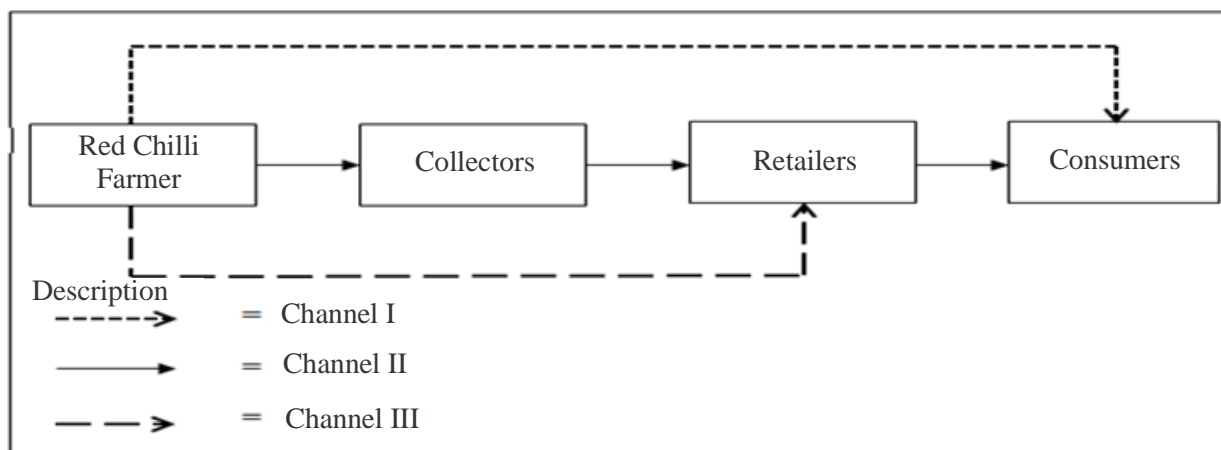 Red Chilli
Farmer
Collectors
Retailers
Consumers
Description
= Channel I
= Channel II
= Channel III